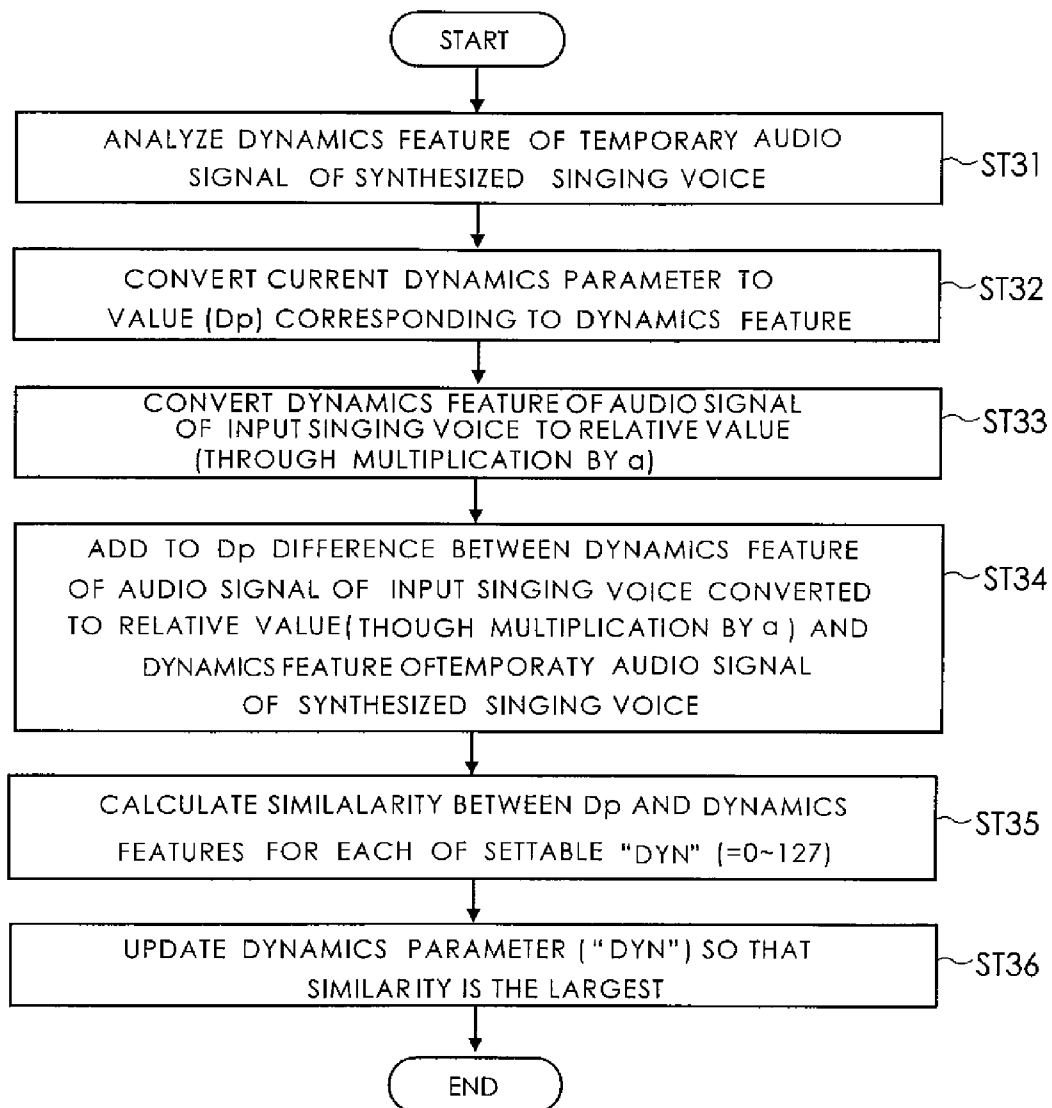 START
ANALYZE DYNAMICS FEATURE OF TEMPORARY AUDIO
SIGNAL OF SYNTHESIZED SINGING VOICE
ST31
CONVERT CURRENT DYNAMICS PARAMETER TO
VALUE (Dp) CORRESPONDING TO DYNAMICS FEATURE
ST32
CONVERT DYNAMICS FEATURE OF AUDIO SIGNAL
OF INPUT SINGING VOICE TO RELATIVE VALUE
(THROUGH MULTIPLICATION BY α)
ST33
ADD TO Dp DIFFERENCE BETWEEN DYNAMICS FEATURE
OF AUDIO SIGNAL OF INPUT SINGING VOICE CONVERTED
TO RELATIVE VALUE (THOUGH MULTIPLICATION BY α) AND
DYNAMICS FEATURE OFTEMPORATY AUDIO SIGNAL
OF SYNTHESIZED SINGING VOICE
ST34
CALCULATE SIMILALARITY BETWEEN Dp AND DYNAMICS
FEATURES FOR EACH OF SETTABLE "DYN" (=0~127)
ST35
UPDATE DYNAMICS PARAMETER ("DYN") SO THAT
SIMILARITY IS THE LARGEST
ST36
END